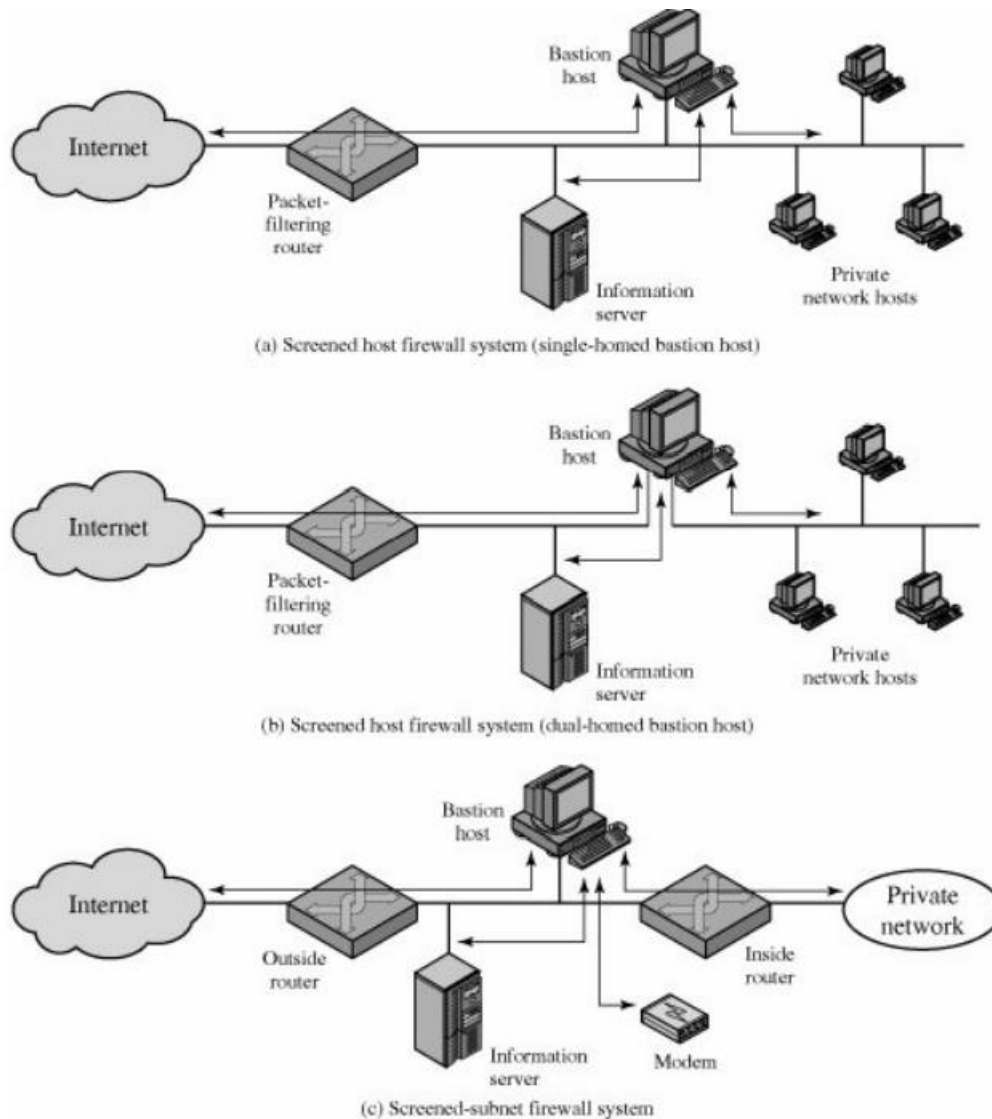 Bastion
host
Internet
Packet-
filtering
router
Information
server
Private
network hosts
(a) Screened host firewall system (single-homed bastion host)
Bastion
host
Internet
Packet-
filtering
router
Information
server
Private
network hosts
(b) Screened host firewall system (dual-homed bastion host)
Bastion
host
Internet
Private
network
Outside
router
Inside
router
Information
server
Modem
(c) Screened-subnet firewall system